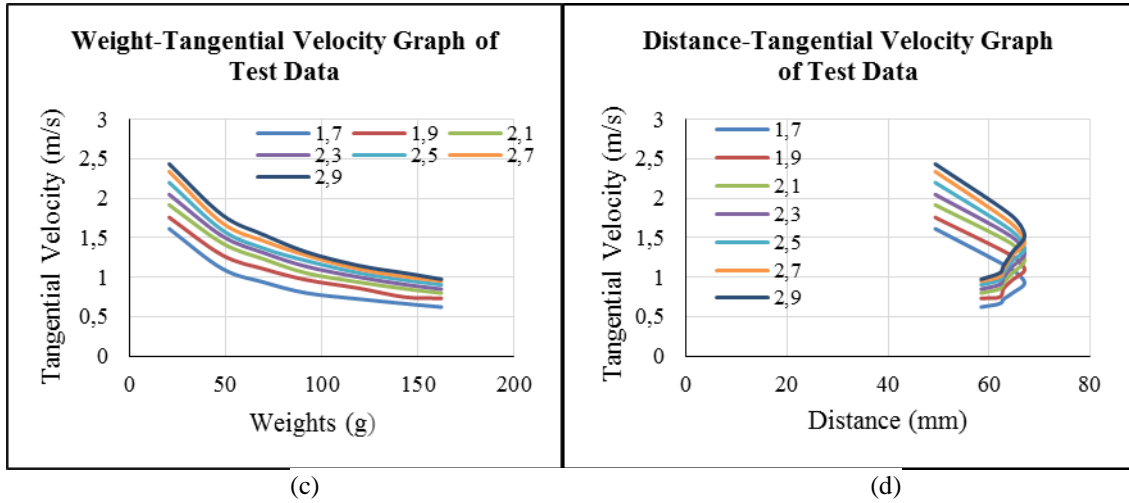 Weight-Tangential Velocity Graph of
Test Data
Tangential Velocity (m/s)
3
2,5
2
1,5
1
0,5
0
1,7 1,9 2,1
2,3 2,5 2,7
2,9
0 50 100 150 200
Weights (g)
(c)
Distance-Tangential Velocity Graph
of Test Data
Tangential Velocity (m/s)
3
2,5
2
1,5
1
0,5
0
1,7
1,9
2,1
2,3
2,5
2,7
2,9
0 20 40 60 80
Distance (mm)
(d)